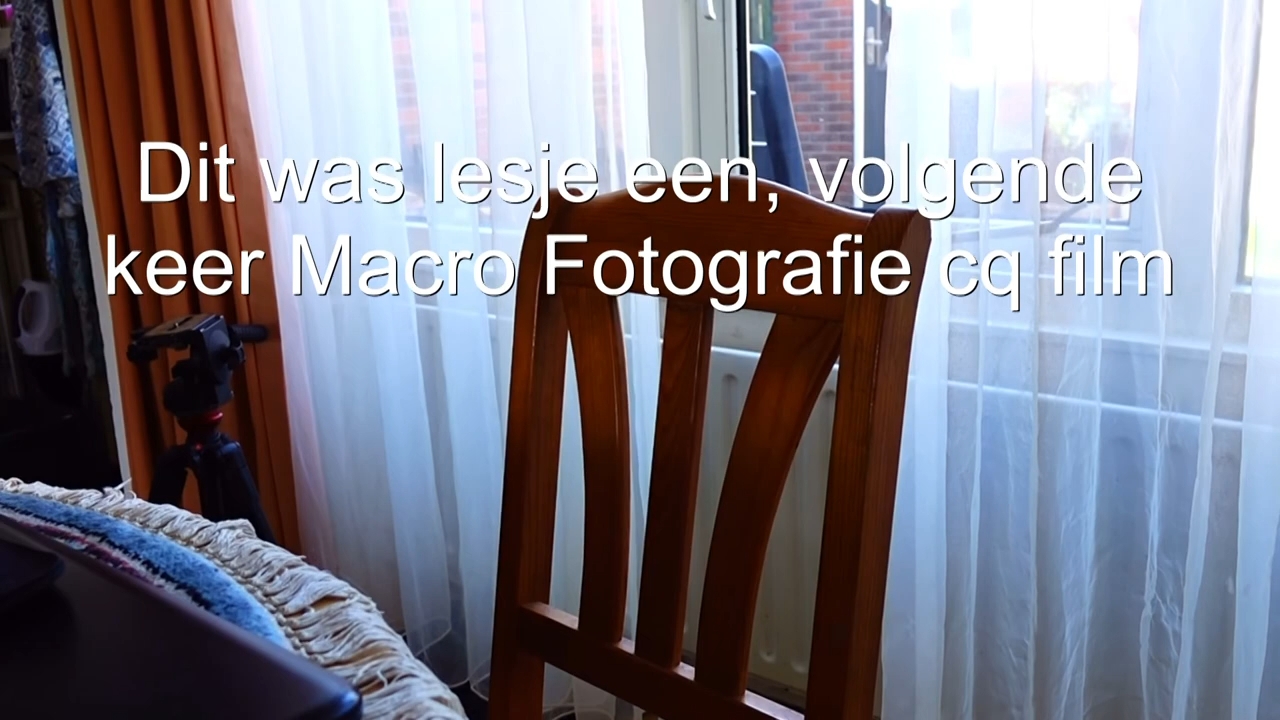 Dit was lesje een, volgende
keer Macro Fotografie cq film